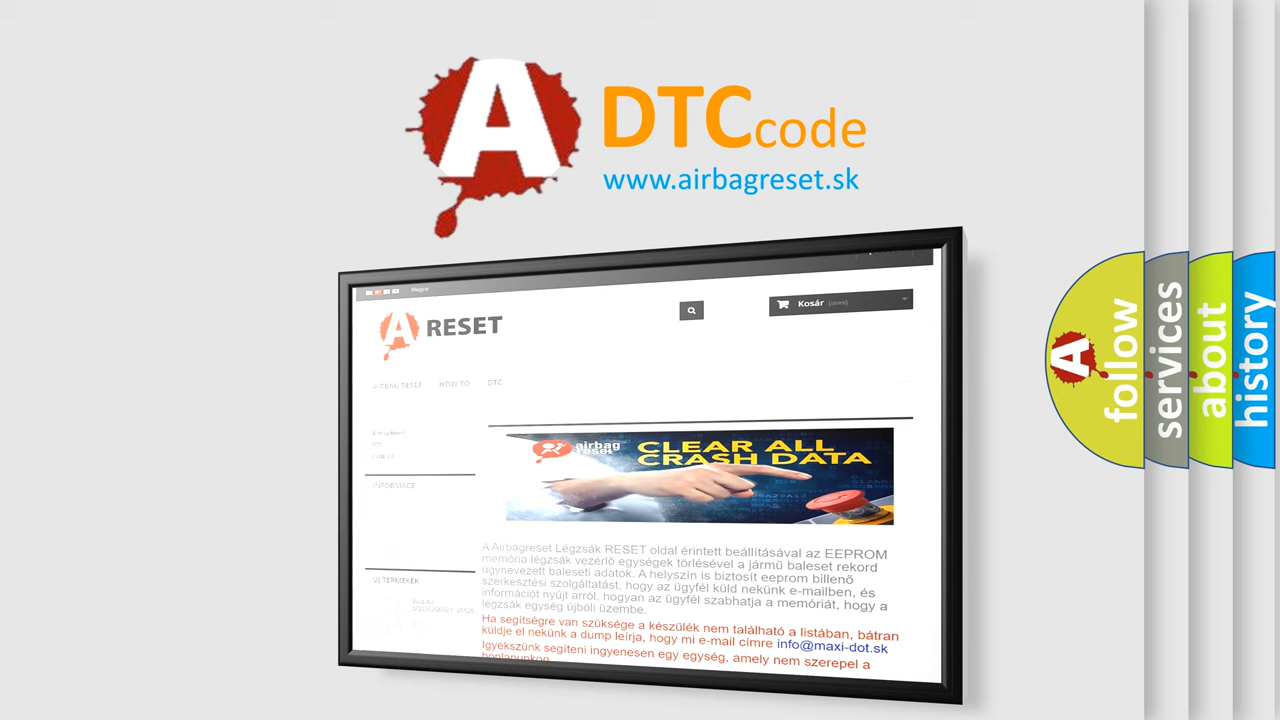 A DTCcode
www.airbagreset.sk
Magyar
A RESET
Kosár (üres)
AIRBAG RESET HOW TO DTC
Airbag Reset
DTC
INFORMACE
airbag
reset
CLEAR ALL
CRASH DATA
A Airbagreset Légzsák RESET oldal érintett beállításával az EEPROM
memória légzsák vezérlő egységek törlésével a jármű baleset rekord
úgynevezett baleseti adatok. A helyszín is biztosít eeprom billenő
szerkesztési szolgáltatást, hogy az ügyfél küld nekünk e-mailben, és
információt nyújt arról, hogyan az ügyfél szabhatja a memóriát, hogy a
légzsák egység újbóli üzembe.
Ha segítségre van szüksége a készülék nem található a listában, bátran
küldje el nekünk a dump leírja, hogy mi e-mail címre info@maxi-dot.sk
Igyekszünk segíteni ingyenesen egy egység, amely nem szerepel a
honlapunkon
ÚJ TERMÉKEK
A follow
services
about
history